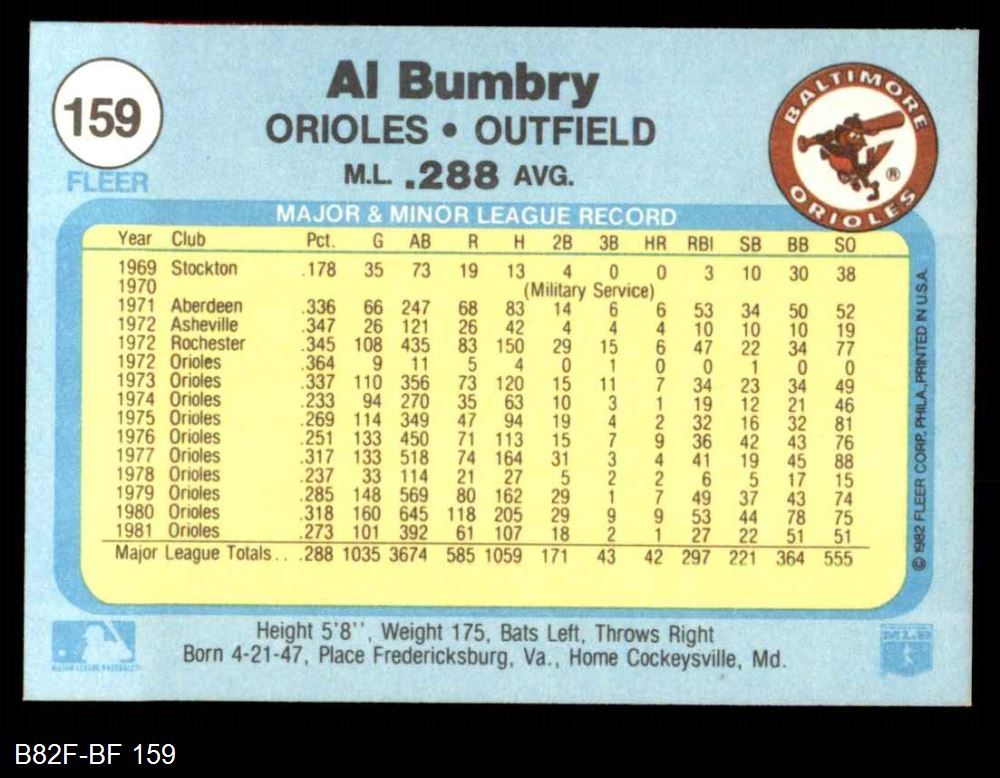 159
FLEER
Al Bumbry
ORIOLES • OUTFIELD
M.L. .288 AVG.
BALTIMORE
ORIOLES
®
MAJOR & MINOR LEAGUE RECORD
Year Club Pct. G AB R H 2B 3B HR RBI SB BB SO
1969 Stockton .178 35 73 19 13 4 0 0 3 10 30 38
1970 (Military Service)
1971 Aberdeen .336 66 247 68 83 14 6 6 53 34 50 52
1972 Asheville .347 26 121 26 42 4 4 4 10 10 10 19
1972 Rochester .345 108 435 83 150 29 15 6 47 22 34 77
1972 Orioles .364 9 11 5 4 0 1 0 0 1 0 0
1973 Orioles .337 110 356 73 120 15 11 7 34 23 34 49
1974 Orioles .233 94 270 35 63 10 3 1 19 12 21 46
1975 Orioles .269 114 349 47 94 19 4 2 32 16 32 81
1976 Orioles .251 133 450 71 113 15 7 9 36 42 43 76
1977 Orioles .317 133 518 74 164 31 3 4 41 19 45 88
1978 Orioles .237 33 114 21 27 5 2 2 6 5 17 15
1979 Orioles .285 148 569 80 162 29 1 7 49 37 43 74
1980 Orioles .318 160 645 118 205 29 9 9 53 44 78 75
1981 Orioles .273 101 392 61 107 18 2 1 27 22 51 51
Major League Totals. . .288 1035 3674 585 1059 171 43 42 297 221 364 555
© 1982 FLEER CORP. PHILA., PRINTED IN U.S.A.
Height 5'8'', Weight 175, Bats Left, Throws Right
Born 4-21-47, Place Fredericksburg, Va., Home Cockeysville, Md.
MAJOR LEAGUE BASEBALL
B82F-BF 159